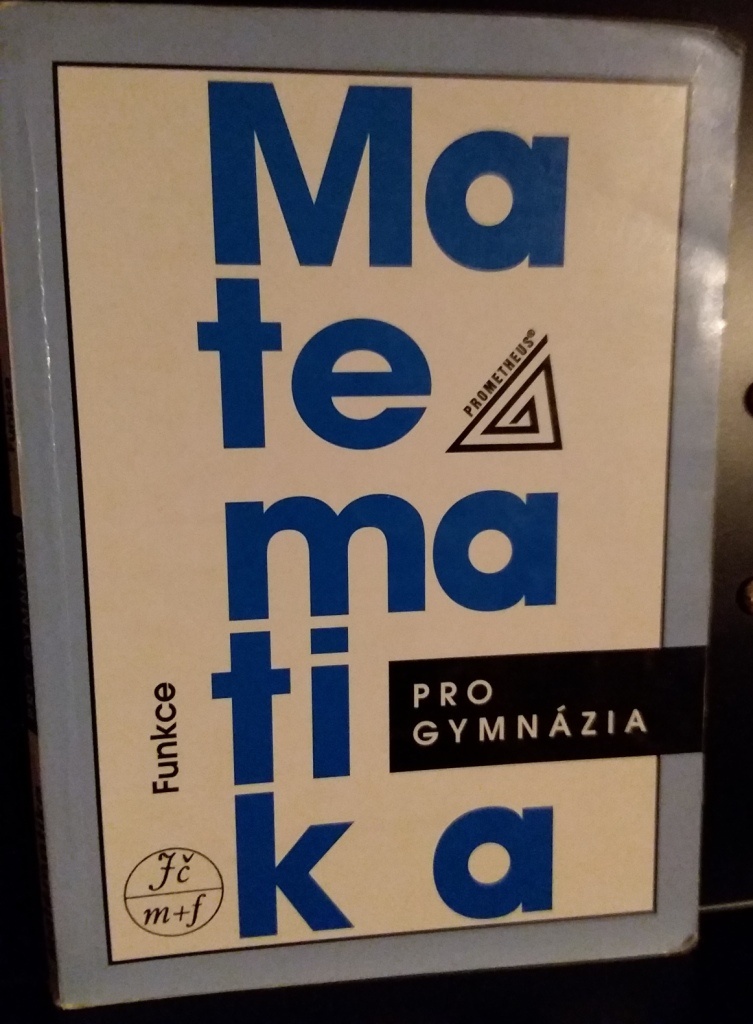 Ma
te
PROMETHEUS®
ma
ti
PRO
GYMNÁZIA
Funkce
k a
Jč
m+f